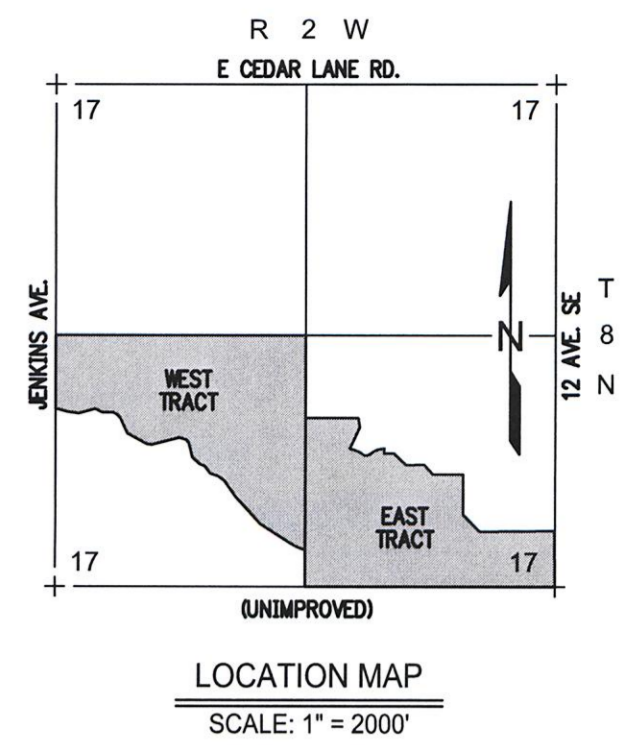 R 2 W
E CEDAR LANE RD.
17
17
JENKINS AVE.
12 AVE. SE
T
8
N
N
WEST
TRACT
EAST
TRACT
17
17
(UNIMPROVED)
LOCATION MAP
SCALE: 1" = 2000'